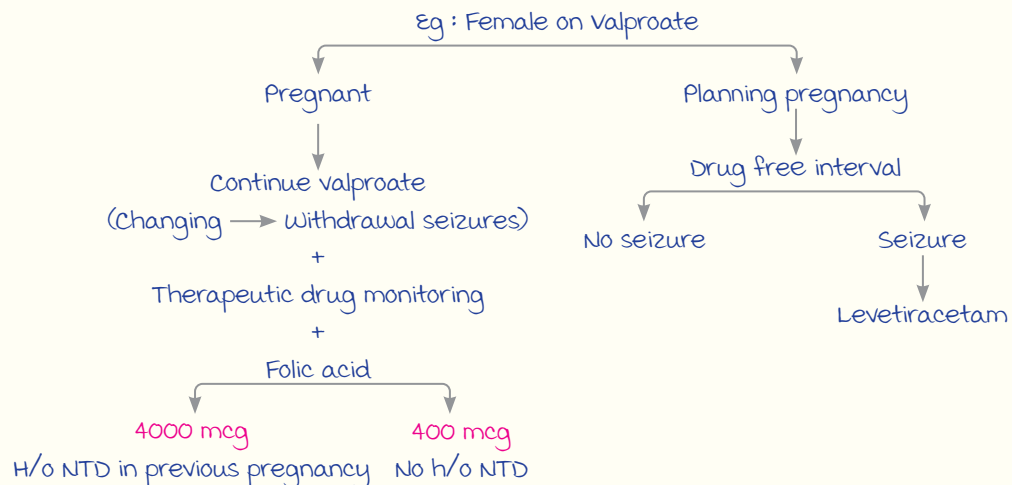 Eg : Female on Valproate
Pregnant
Planning pregnancy
Continue valproate
(Changing → Withdrawal seizures)
+
Therapeutic drug monitoring
+
Folic acid
4000 mcg
H/o NTD in previous pregnancy
400 mcg
No h/o NTD
Drug free interval
No seizure
Seizure
Levetiracetam